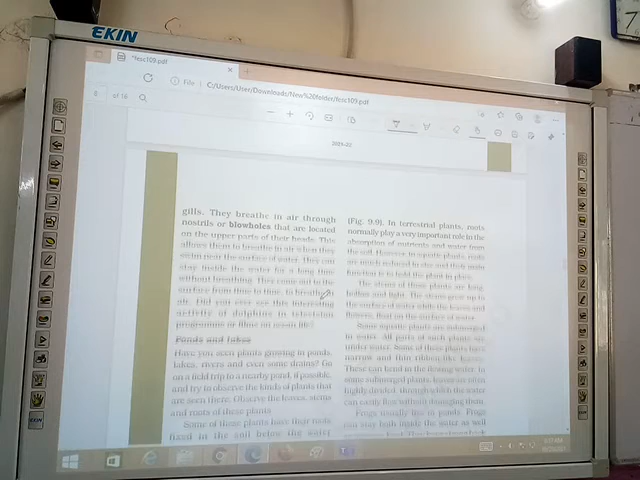 EKIN
*fesc109.pdf
File | C:/Users/User/Downloads/New%20folder/fesc109.pdf
8 of 16
2021–22
gills. They breathe in air through
nostrils or blowholes that are located
on the upper parts of their heads. This
allows them to breathe in air when they
swim near the surface of water. They can
stay inside the water for a long time
without breathing. They come out to the
surface from time to time, to breathe in
air. Did you ever see this interesting
activity of dolphins in television
programme or films on ocean life?
Ponds and lakes
Have you seen plants growing in ponds,
lakes, rivers and even some drains? Go
on a field trip to a nearby pond, if possible,
and try to observe the kinds of plants that
are seen there. Observe the leaves, stems
and roots of these plants.
Some of these plants have their roots
fixed in the soil below the water
(Fig. 9.9). In terrestrial plants, roots
normally play a very important role in the
absorption of nutrients and water from
the soil. However, in aquatic plants, roots
are much reduced in size and their main
function is to hold the plant in place.
The stems of these plants are long,
hollow and light. The stems grow up to
the surface of water while the leaves and
flowers, float on the surface of water.
Some aquatic plants are submerged
in water. All parts of such plants are
under water. Some of these plants have
narrow and thin ribbon-like leaves.
These can bend in the flowing water. In
some submerged plants, leaves are often
highly divided, through which the water
can easily flow without damaging them.
Frogs usually live in ponds. Frogs
can stay both inside the water as well
EKIN